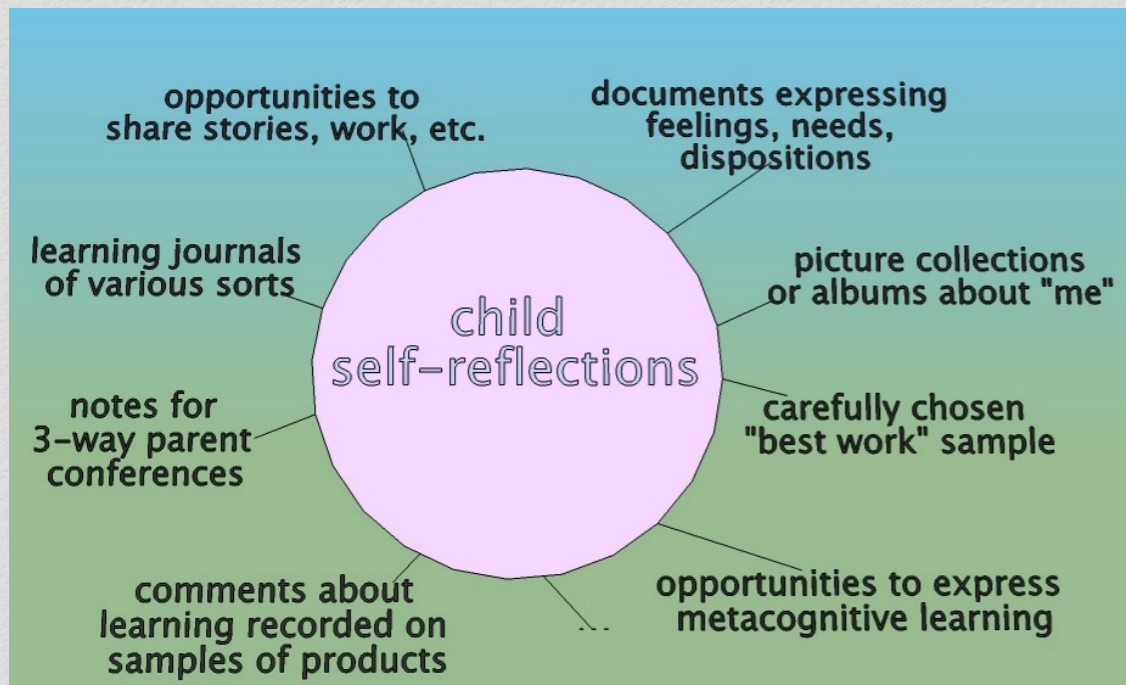 opportunities to
share stories, work, etc.
documents expressing
feelings, needs,
dispositions
learning journals
of various sorts
picture collections
or albums about "me"
child
self-reflections
notes for
3-way parent
conferences
carefully chosen
"best work" sample
comments about
learning recorded on
samples of products
...
opportunities to express
metacognitive learning